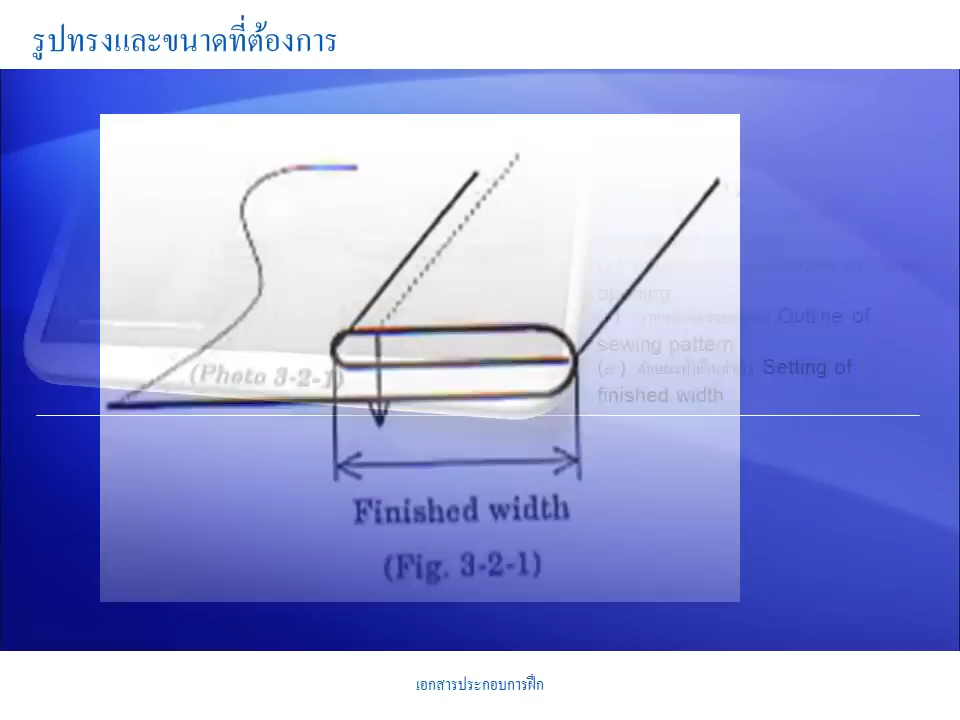 รูปทรงและขนาดที่ต้องการ
opening
Outline of
sewing pattern
Setting of
finished width
(Photo 3-2-1)
Finished width
(Fig. 3-2-1)
เอกสารประกอบการฝึก